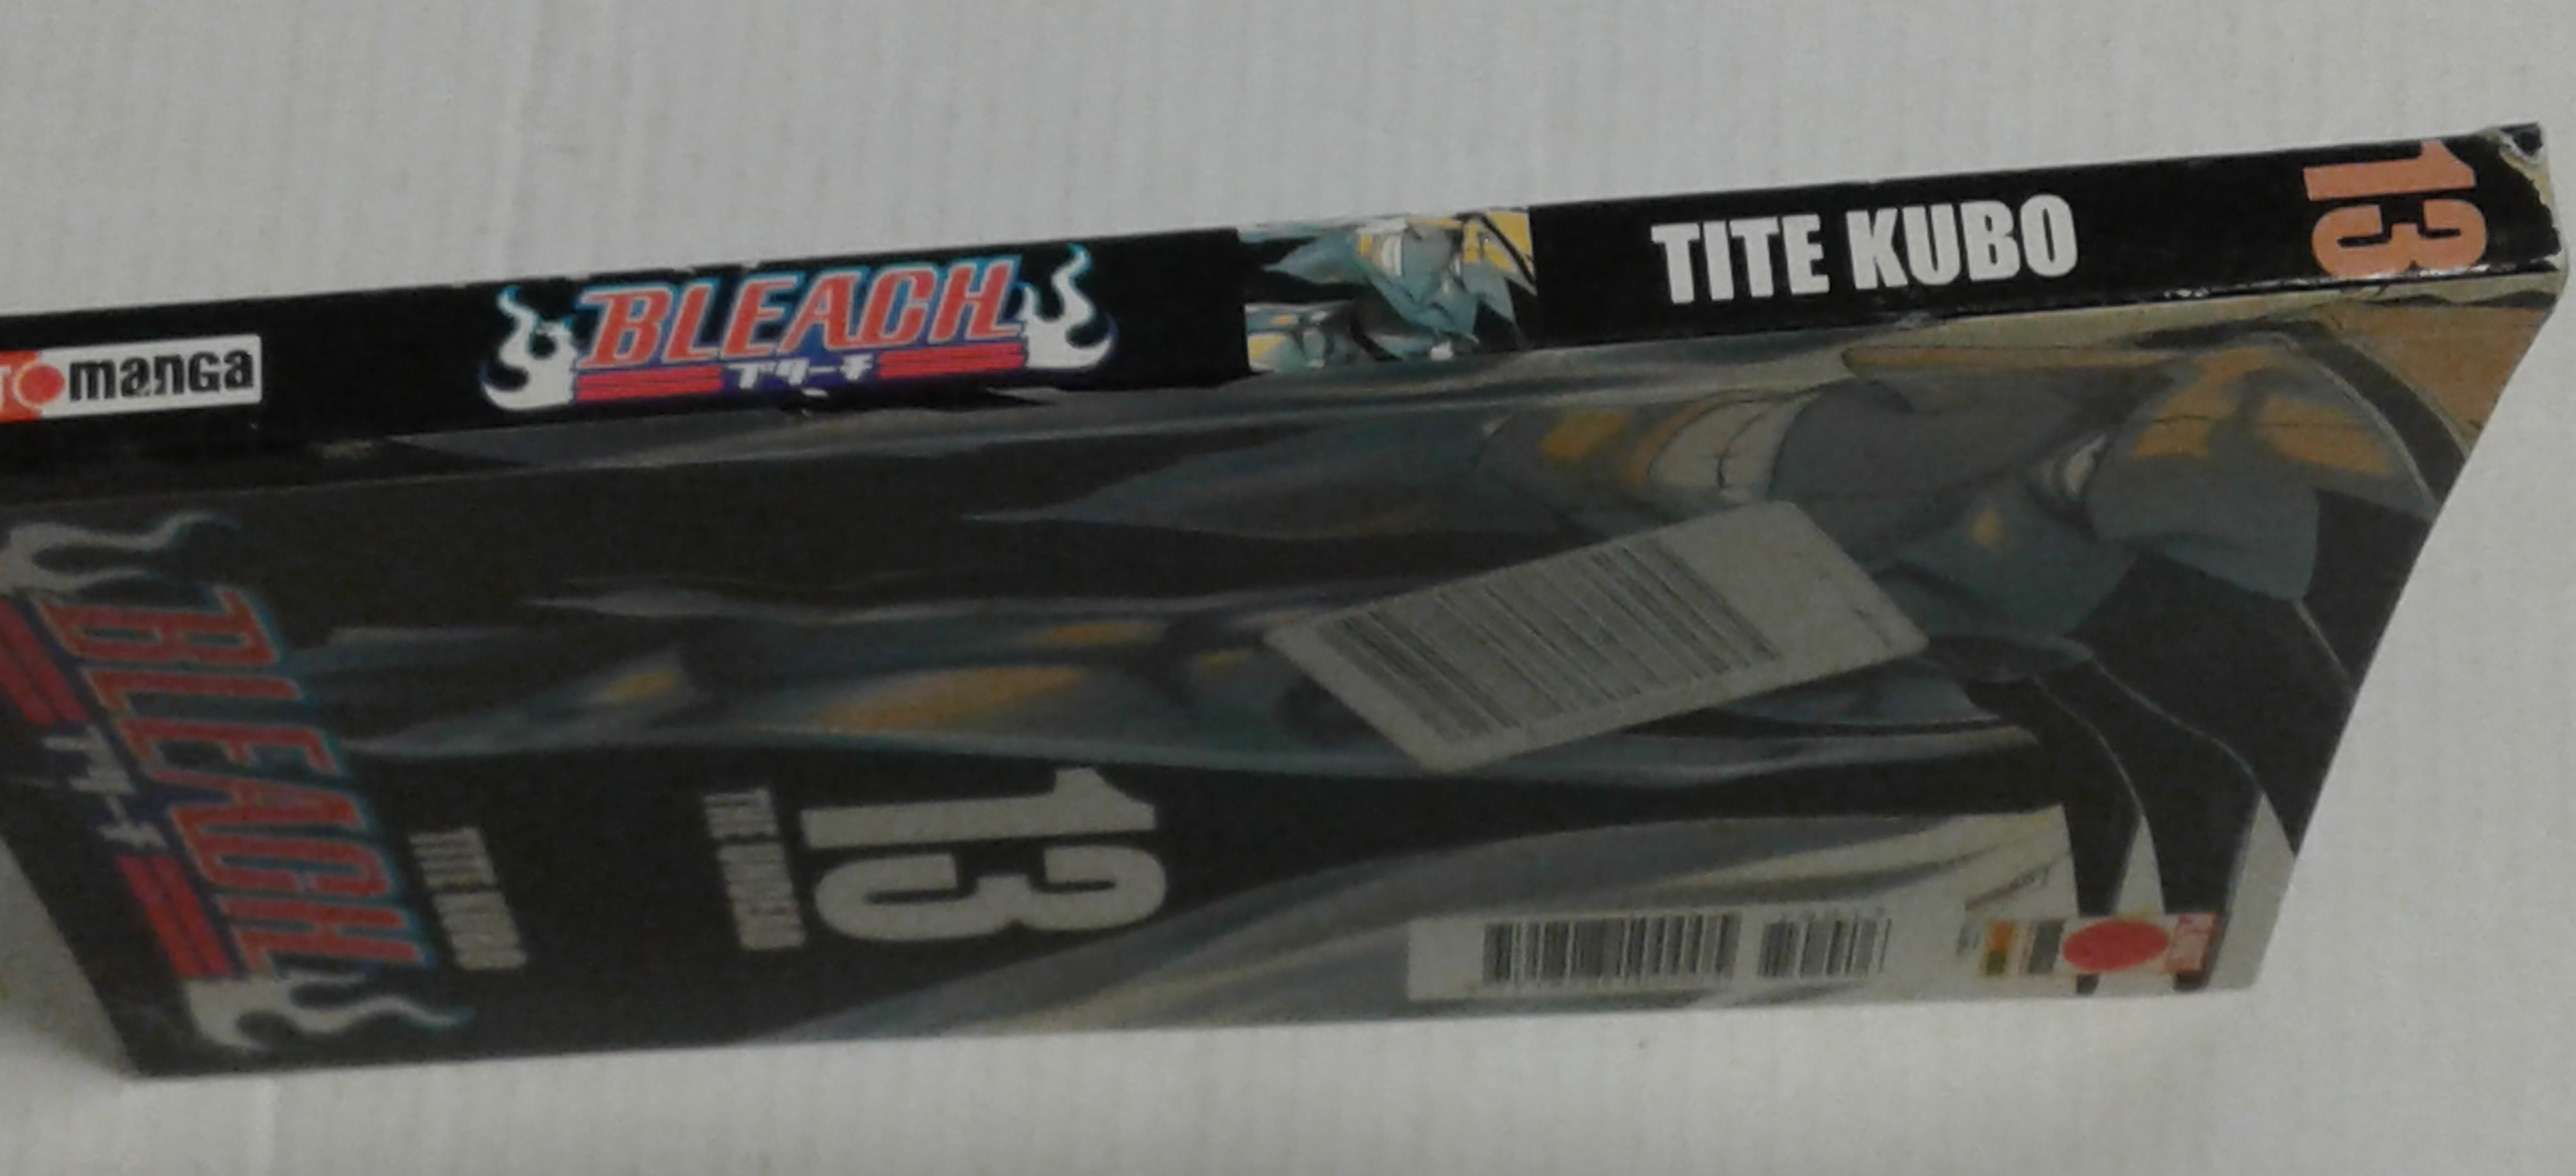 manga
BLEACH
ブリーチ
TITE KUBO
13
BLEACH
ブリーチ
TITE KUBO
13